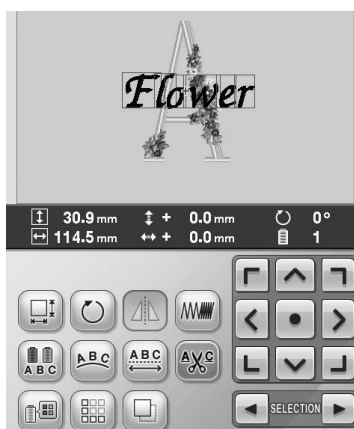 A
Flower
30.9 mm + 0.0 mm 0°
114.5 mm + 0.0 mm 1
ABC ABC ABC A C
SELECTION